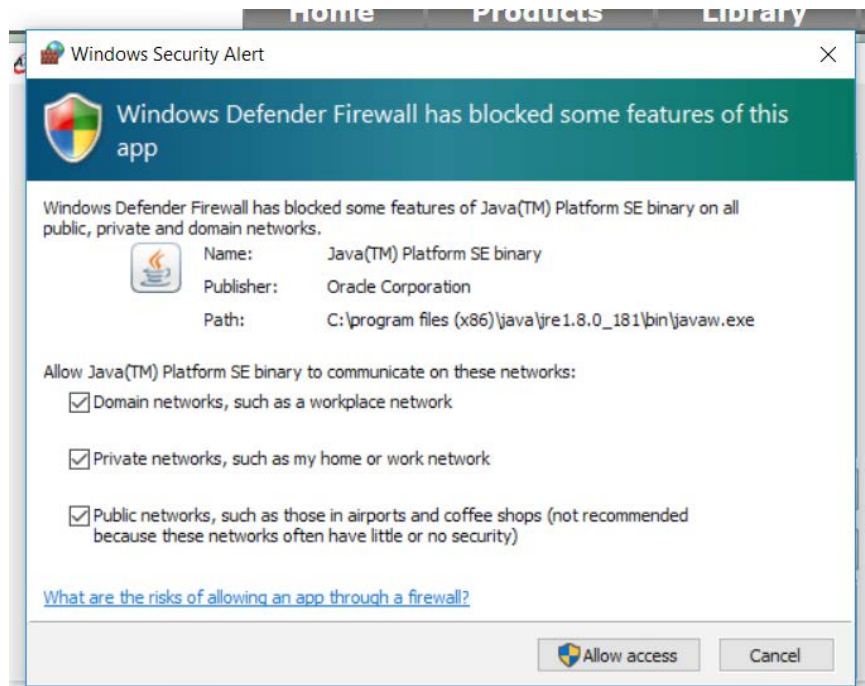 Home Products Library
Windows Security Alert
Windows Defender Firewall has blocked some features of this
app
Windows Defender Firewall has blocked some features of Java(TM) Platform SE binary on all
public, private and domain networks.
Name: Java(TM) Platform SE binary
Publisher: Oracle Corporation
Path: C:\program files (x86)\java\jre1.8.0_181\bin\javaw.exe
Allow Java(TM) Platform SE binary to communicate on these networks:
Domain networks, such as a workplace network
Private networks, such as my home or work network
Public networks, such as those in airports and coffee shops (not recommended
because these networks often have little or no security)
What are the risks of allowing an app through a firewall?
Allow access Cancel